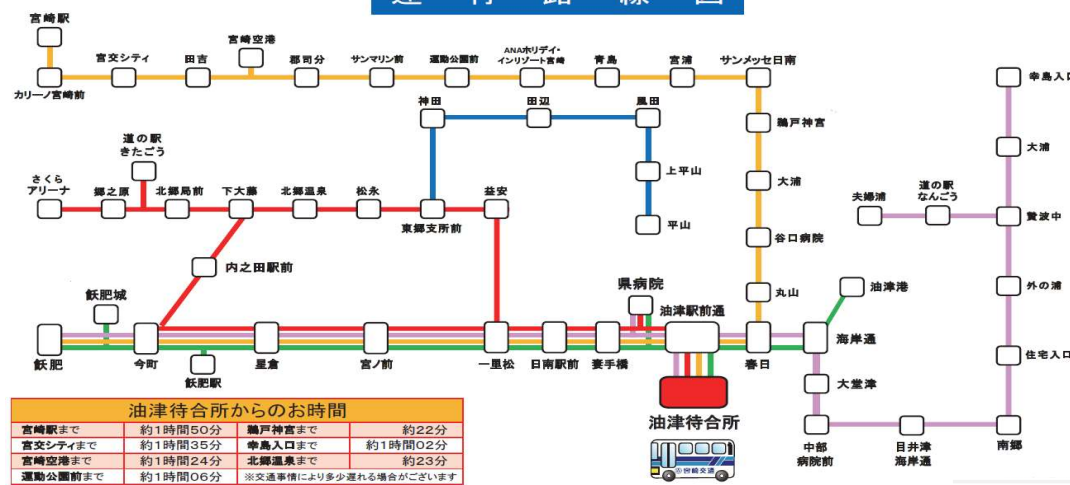 運行路線図
宮崎駅
カリーノ宮崎前
宮交シティ
田吉
宮崎空港
郡司分
サンマリン前
運動公園前
ANAホリデイ・
インリゾート宮崎
青島
宮浦
サンメッセ日南
鵜戸神宮
大浦
谷口病院
丸山
神田
田辺
風田
上平山
平山
幸島入口
大浦
夫婦浦
道の駅
なんごう
贄波中
外の浦
住宅入口
南郷
さくら
アリーナ
郷之原
道の駅
きたごう
北郷局前
下大藤
北郷温泉
松永
東郷支所前
益安
内之田駅前
飫肥城
飫肥
今町
飫肥駅
星倉
宮ノ前
一里松
日南駅前
妻手橋
県病院
油津駅前通
春日
油津港
海岸通
大堂津
中部
病院前
目井津
海岸通
油津待合所
宮崎交通
油津待合所からのお時間
宮崎駅まで 約1時間50分 鵜戸神宮まで 約22分
宮交シティまで 約1時間35分 幸島入口まで 約1時間02分
宮崎空港まで 約1時間24分 北郷温泉まで 約23分
運動公園前まで 約1時間06分 ※交通事情により多少遅れる場合がございます